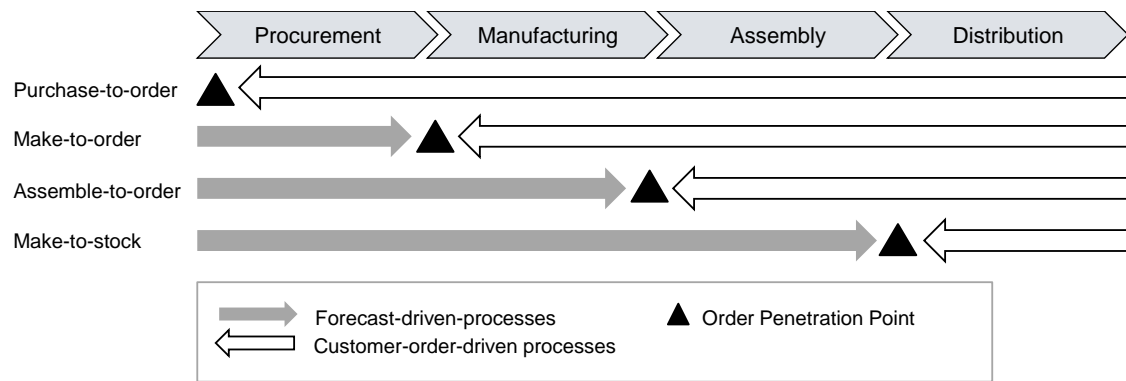 Procurement Manufacturing Assembly Distribution
Purchase-to-order
Make-to-order
Assemble-to-order
Make-to-stock
Forecast-driven-processes Order Penetration Point
Customer-order-driven processes